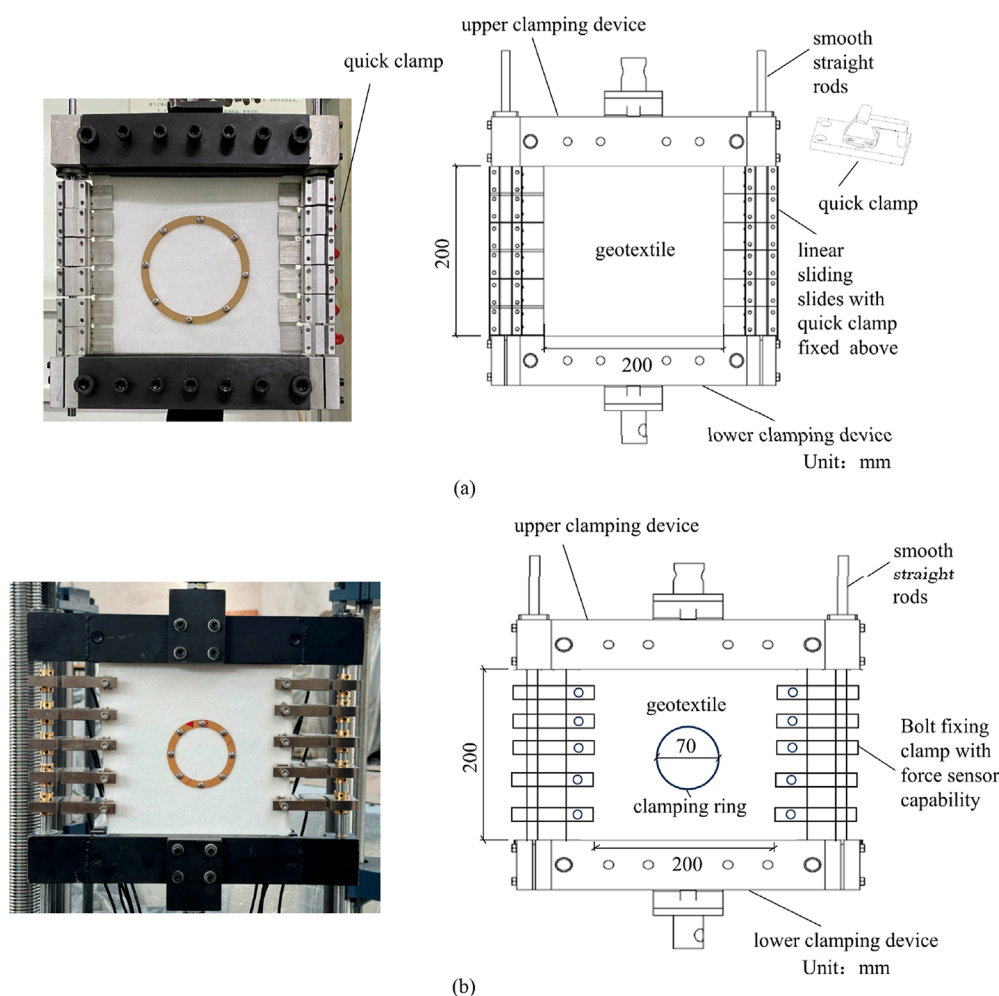 upper clamping device
quick clamp
smooth
straight
rods
quick clamp
200
geotextile
linear
sliding
slides with
quick clamp
fixed above
200
lower clamping device
Unit: mm
(a)
upper clamping device
smooth
straight
rods
geotextile
200
70
clamping ring
Bolt fixing
clamp with
force sensor
capability
200
lower clamping device
Unit: mm
(b)